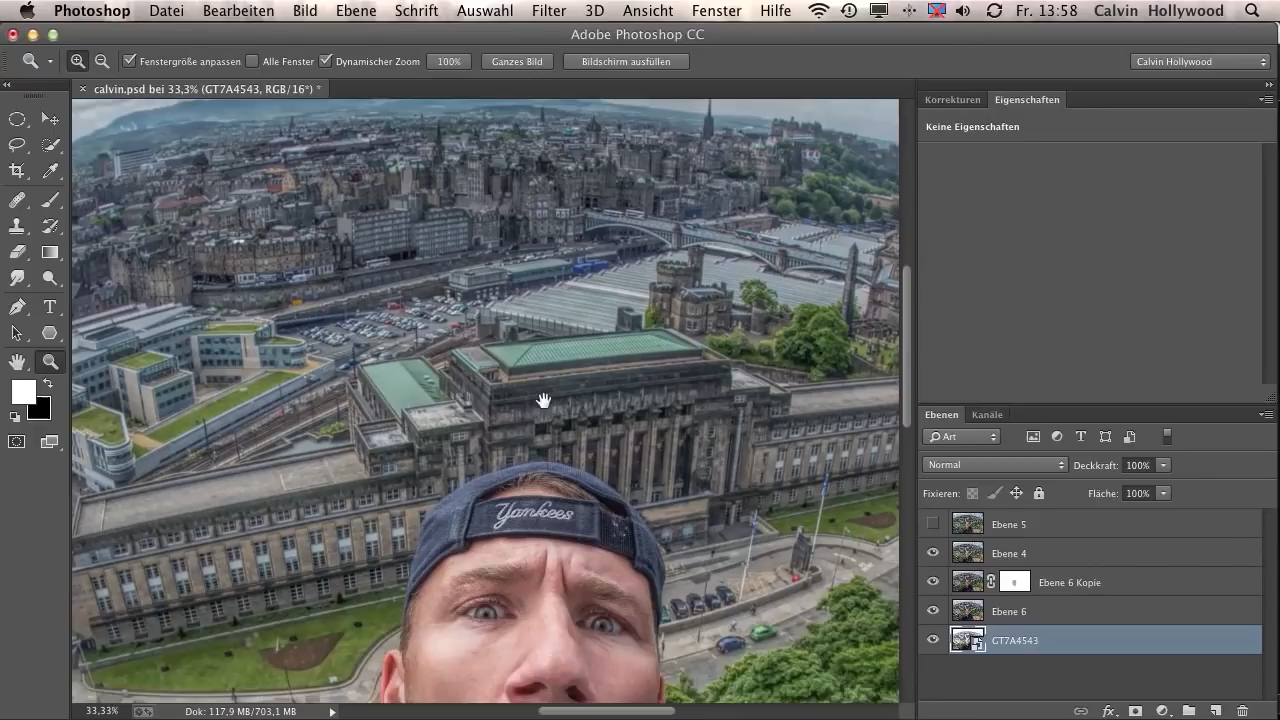 Photoshop Datei Bearbeiten Bild Ebene Schrift Auswahl Filter 3D Ansicht Fenster Hilfe Fr. 13:58 Calvin Hollywood
Adobe Photoshop CC
Fenstergröße anpassen Alle Fenster Dynamischer Zoom 100% Ganzes Bild Bildschirm ausfüllen Calvin Hollywood
calvin.psd bei 33,3% (GT7A4543, RGB/16*) *
Korrekturen Eigenschaften
Keine Eigenschaften
Yankees
Ebenen Kanäle
Art
Normal Deckkraft: 100%
Fixieren: Fläche: 100%
Ebene 5
Ebene 4
Ebene 6 Kopie
Ebene 6
GT7A4543
33,33% Dok: 117,9 MB/703,1 MB